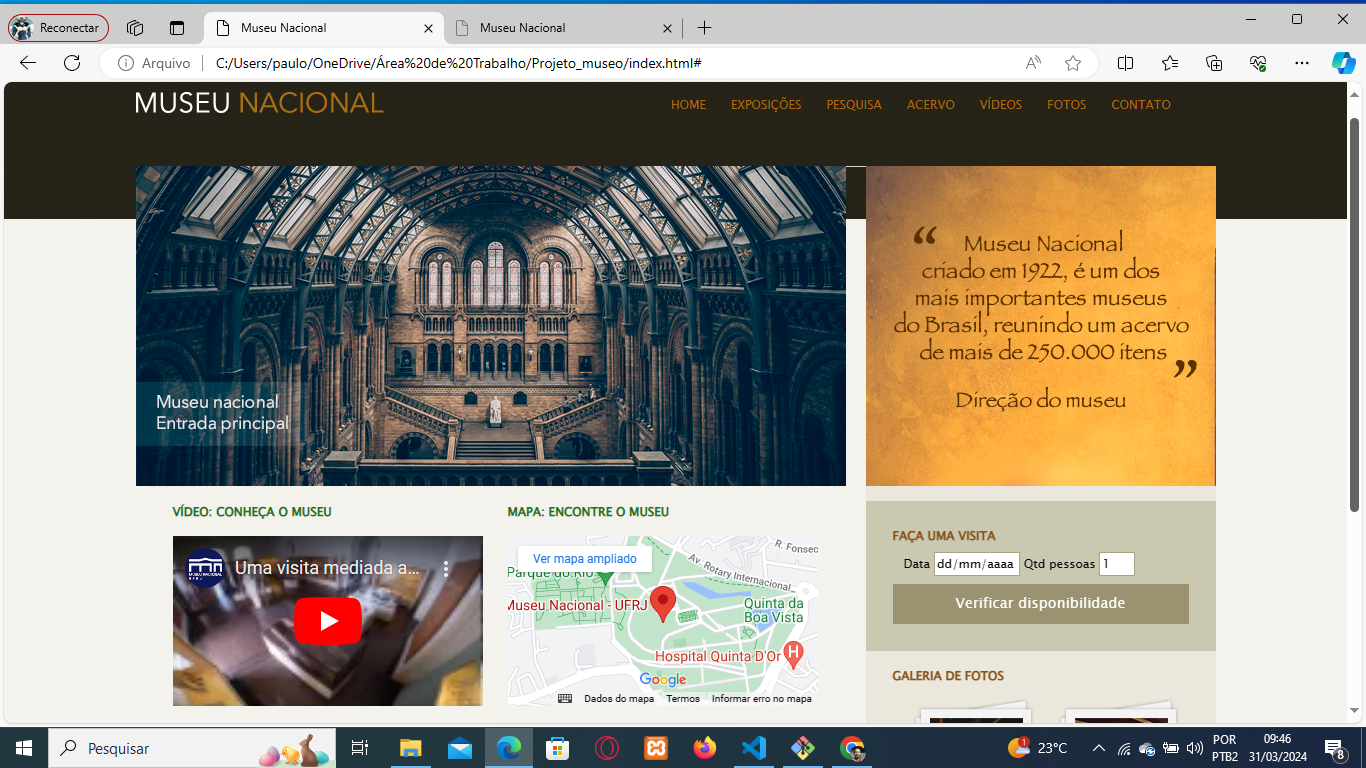 Reconectar
Museu Nacional
Museu Nacional
Arquivo
C:/Users/paulo/OneDrive/Área%20de%20Trabalho/Projeto_museo/index.html#
MUSEU NACIONAL
HOME EXPOSIÇÕES PESQUISA ACERVO VÍDEOS FOTOS CONTATO
Museu nacional
Entrada principal
“ Museu Nacional
criado em 1922, é um dos
mais importantes museus
do Brasil, reunindo um acervo
de mais de 250.000 itens ”
Direção do museu
VÍDEO: CONHEÇA O MUSEU
MUSEU NACIONAL
UFRJ
Uma visita mediada a...
MAPA: ENCONTRE O MUSEU
Ver mapa ampliado
R. Fonsec
Av. Rotary Internacional
Parque do Rio
Museu Nacional - UFRJ
Quinta da
Boa Vista
Hospital Quinta D'Or
H
Google
Dados do mapa Termos Informar erro no mapa
FAÇA UMA VISITA
Data dd/mm/aaaa Qtd pessoas 1
Verificar disponibilidade
GALERIA DE FOTOS
Pesquisar
1
23°C
POR
PTB2
09:46
31/03/2024
8